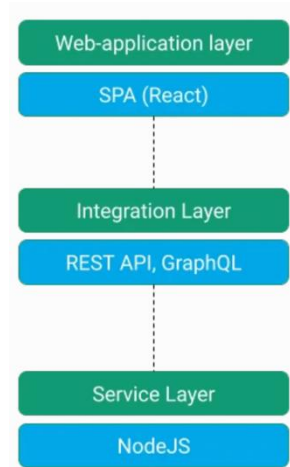 Web-application layer
SPA (React)
Integration Layer
REST API, GraphQL
Service Layer
NodeJS